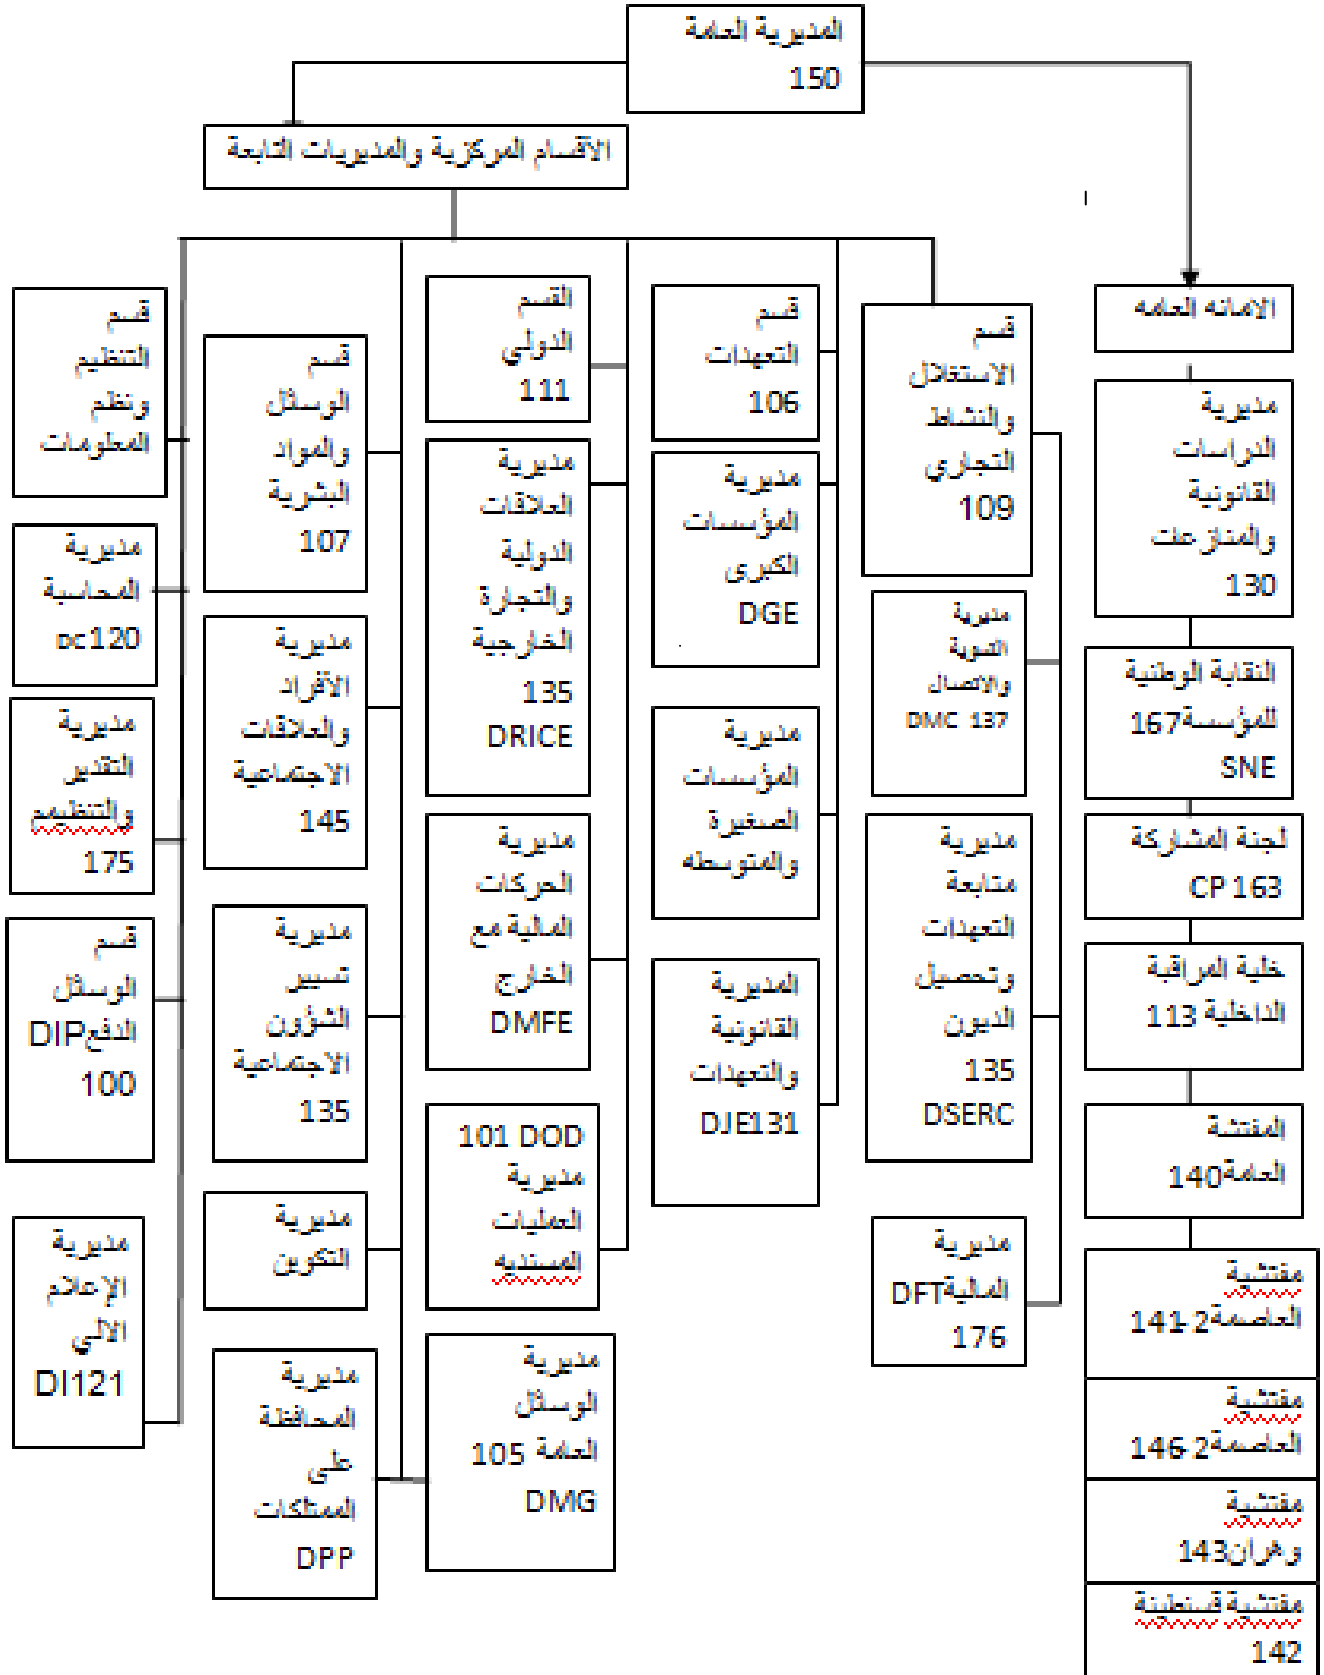 المديرية العامة
150
الأقسام المركزية والمديريات التابعة
الامانه العامه
مديرية
الدراسات
القانونية
والمنازعات
130
النقابة الوطنية
للمؤسسة167
SNE
لجنة المشاركة
CP 163
خلية المراقبة
الداخلية 113
المفتشة
العامة140
مفتشية
العاصمة2-141
مفتشية
العاصمة2-146
مفتشية
وهران143
مفتشية قسنطينة
142
قسم
الاستغلال
والنشاط
التجاري
109
مديرية
التسوية
والاتصال
DMC 137
مديرية
متابعة
التعهدات
وتحصيل
الديون
135
DSERC
مديرية
المالية DFT
176
قسم
التعهدات
106
مديرية
المؤسسات
الكبرى
DGE
مديرية
المؤسسات
الصغيرة
والمتوسطه
المديرية
القانونية
والتعهدات
DJE131
القسم
الدولي
111
مديرية
العلاقات
الدولية
والتجارة
الخارجية
135
DRICE
مديرية
الحركات
المالية مع
الخارج
DMFE
101 DOD
مديرية
العمليات
المستنديه
مديرية
الوسائل
العامة 105
DMG
قسم
الوسائل
والمواد
البشرية
107
مديرية
الأفراد
والعلاقات
الاجتماعية
145
مديرية
تسيير
الشؤون
الاجتماعية
135
مديرية
التكوين
مديرية
المحافظة
على
الممتلكات
DPP
قسم
التنظيم
ونظم
المعلومات
مديرية
المحاسبة
DC120
مديرية
التقدير
والتنظيمم
175
قسم
الوسائل
الدفعDIP
100
مديرية
الإعلام
الالي
DI121